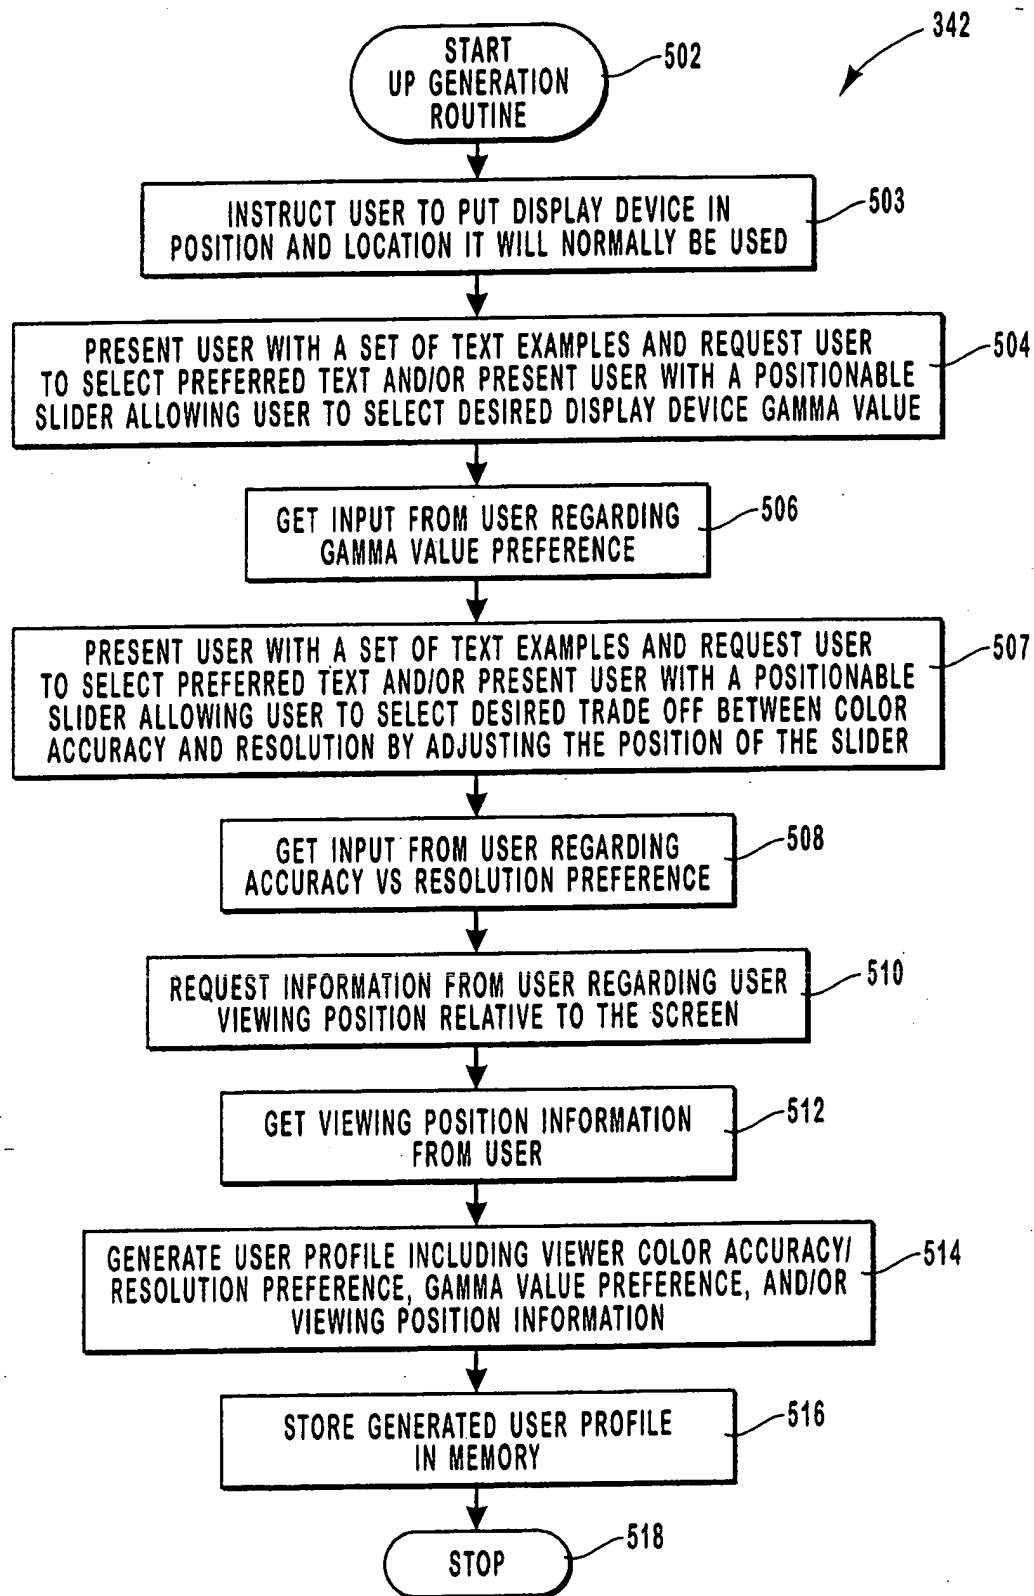 342
START
UP GENERATION
ROUTINE
502
INSTRUCT USER TO PUT DISPLAY DEVICE IN
POSITION AND LOCATION IT WILL NORMALLY BE USED
503
PRESENT USER WITH A SET OF TEXT EXAMPLES AND REQUEST USER
TO SELECT PREFERRED TEXT AND/OR PRESENT USER WITH A POSITIONABLE
SLIDER ALLOWING USER TO SELECT DESIRED DISPLAY DEVICE GAMMA VALUE
504
GET INPUT FROM USER REGARDING
GAMMA VALUE PREFERENCE
506
PRESENT USER WITH A SET OF TEXT EXAMPLES AND REQUEST USER
TO SELECT PREFERRED TEXT AND/OR PRESENT USER WITH A POSITIONABLE
SLIDER ALLOWING USER TO SELECT DESIRED TRADE OFF BETWEEN COLOR
ACCURACY AND RESOLUTION BY ADJUSTING THE POSITION OF THE SLIDER
507
GET INPUT FROM USER REGARDING
ACCURACY VS RESOLUTION PREFERENCE
508
REQUEST INFORMATION FROM USER REGARDING USER
VIEWING POSITION RELATIVE TO THE SCREEN
510
GET VIEWING POSITION INFORMATION
FROM USER
512
GENERATE USER PROFILE INCLUDING VIEWER COLOR ACCURACY/
RESOLUTION PREFERENCE, GAMMA VALUE PREFERENCE, AND/OR
VIEWING POSITION INFORMATION
514
STORE GENERATED USER PROFILE
IN MEMORY
516
STOP
518